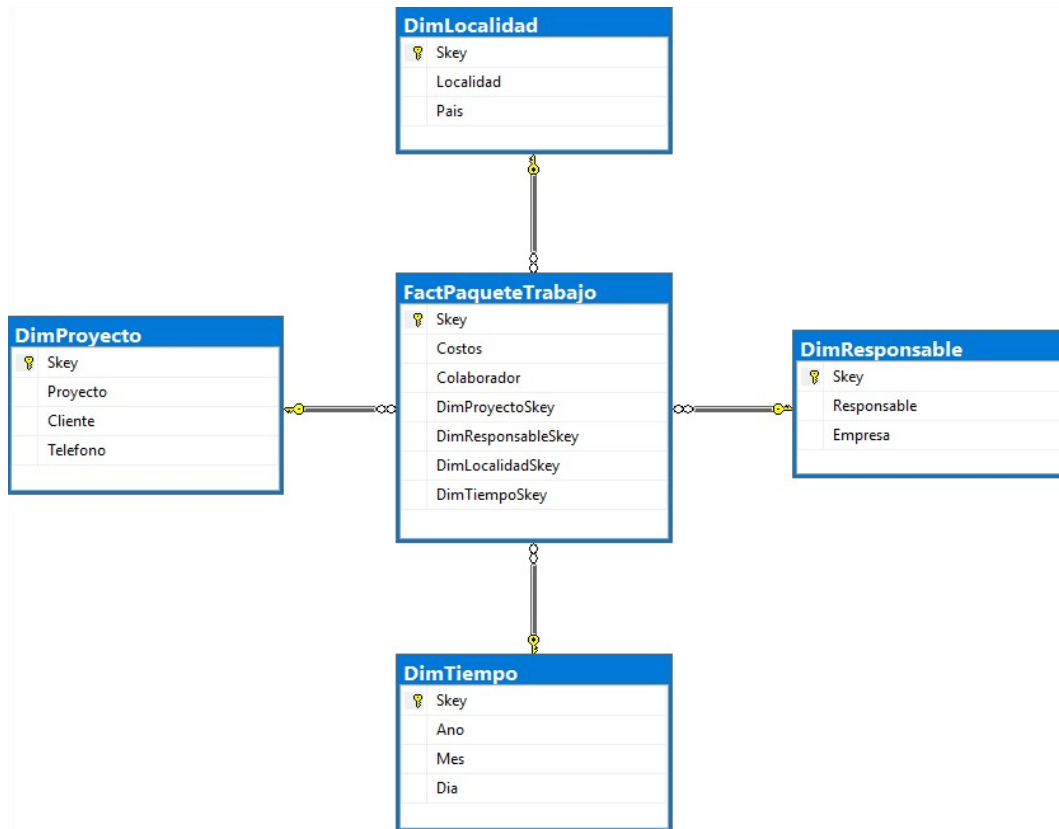 DimLocalidad
Skey
Localidad
Pais
FactPaqueteTrabajo
Skey
Costos
Colaborador
DimProyectoSkey
DimResponsableSkey
DimLocalidadSkey
DimTiempoSkey
DimProyecto
Skey
Proyecto
Cliente
Telefono
DimResponsable
Skey
Responsable
Empresa
DimTiempo
Skey
Ano
Mes
Dia